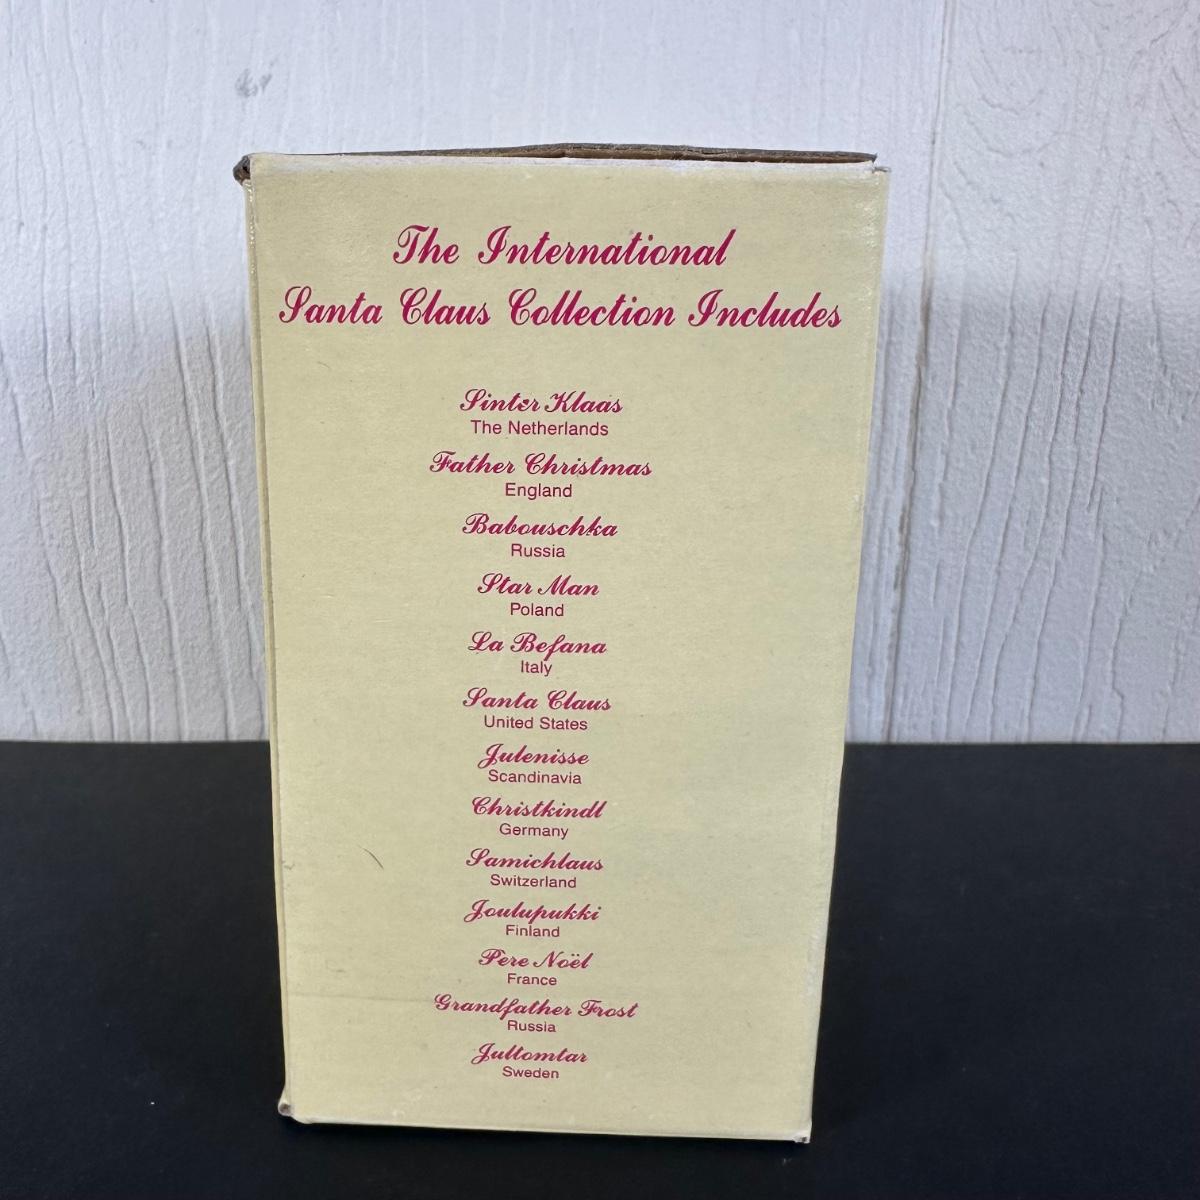 The International
Santa Claus Collection Includes
Sinter Klaas
The Netherlands
Father Christmas
England
Babouschka
Russia
Star Man
Poland
La Befana
Italy
Santa Claus
United States
Julenisse
Scandinavia
Christkindl
Germany
Samichlaus
Switzerland
Joulupukki
Finland
Père Noël
France
Grandfather Frost
Russia
Jultomtar
Sweden